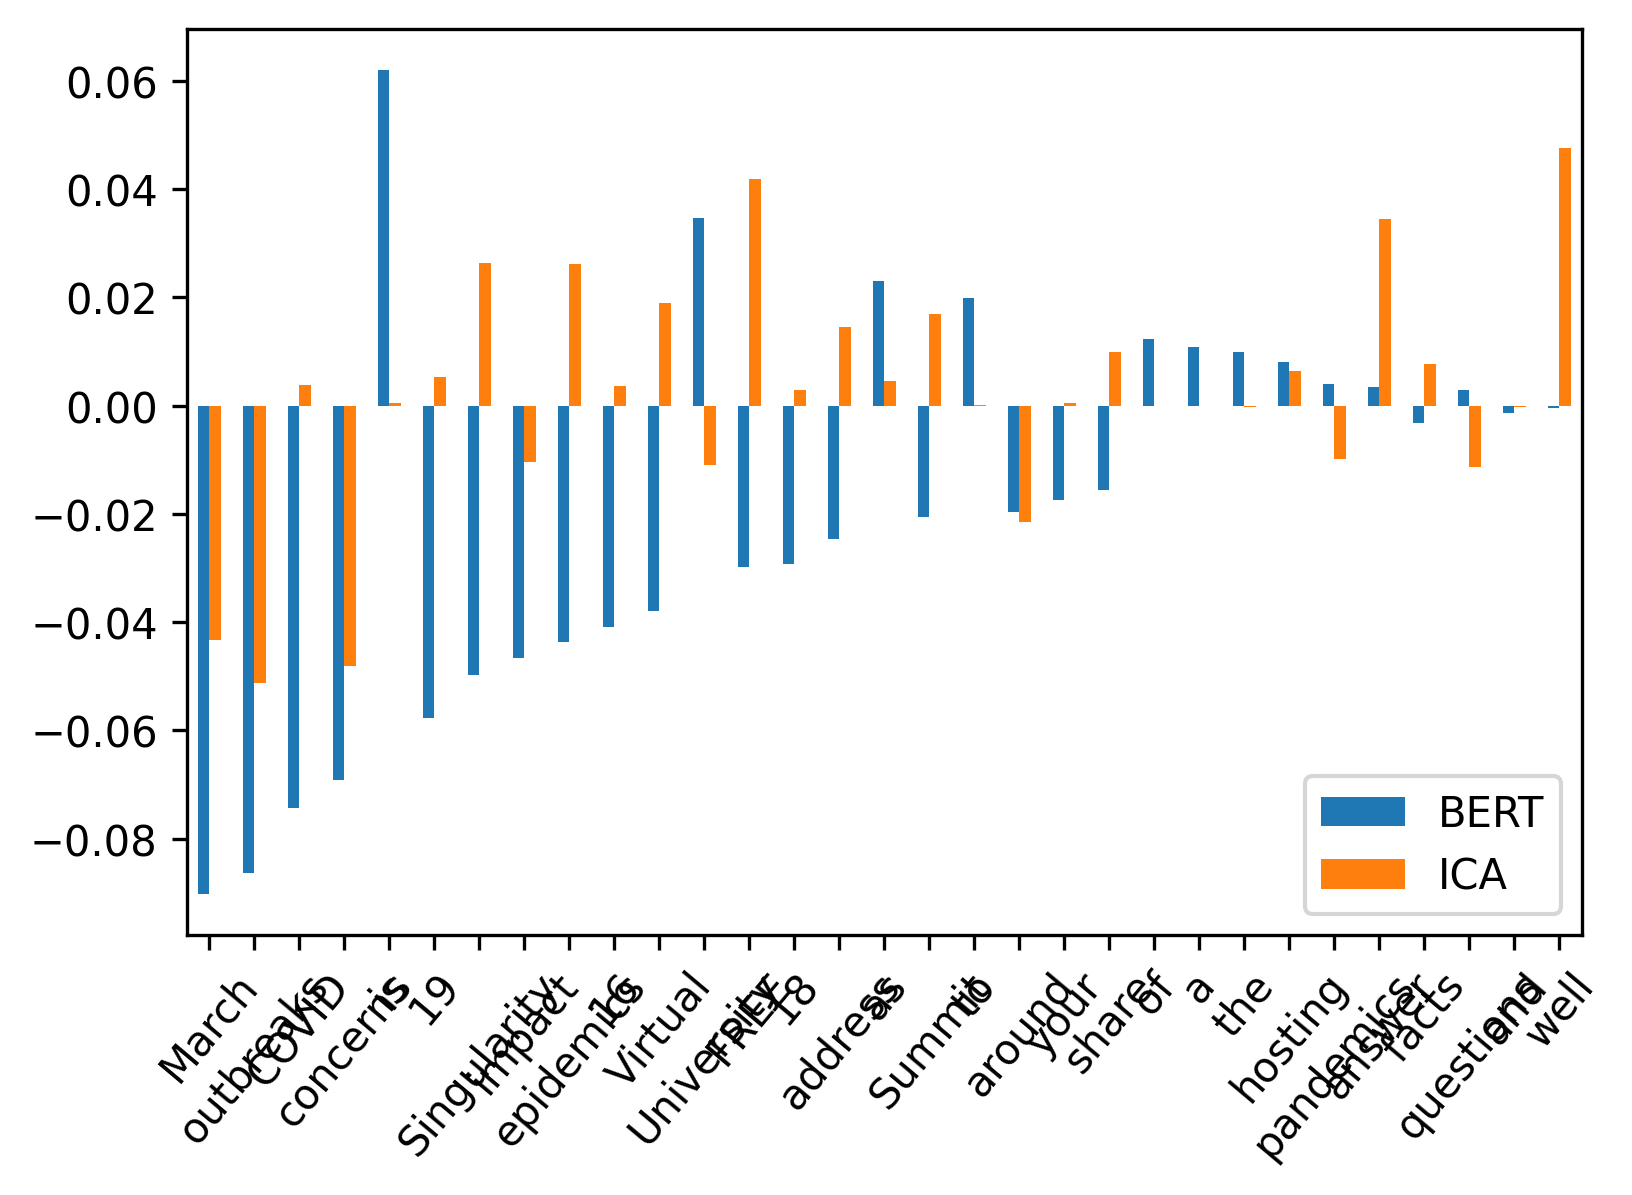 0.06
0.04
0.02
0.00
−0.02
−0.04
−0.06
−0.08
BERT
ICA
March
outbreaks
COVID
concerns
is
19
Singularity
Impact
epidemics
16
Virtual
University
FREE
18
address
as
Summit
to
around
your
share
of
a
the
hosting
pandemics
answer
facts
questions
and
well